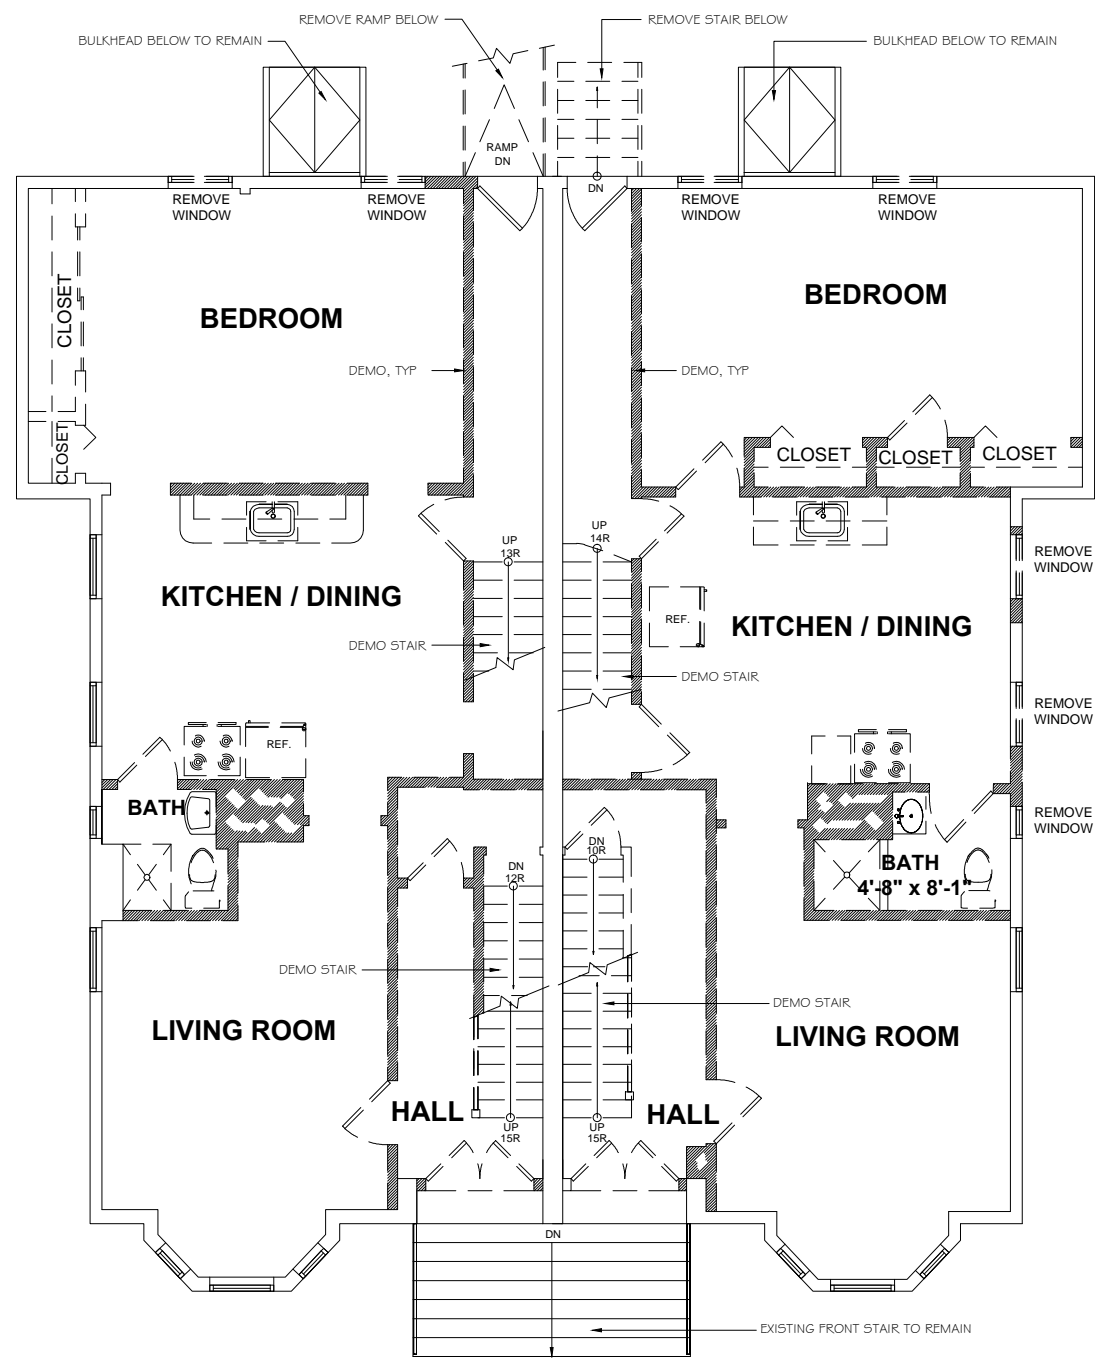 REMOVE RAMP BELOW
REMOVE STAIR BELOW
BULKHEAD BELOW TO REMAIN
BULKHEAD BELOW TO REMAIN
RAMP
DN
DN
REMOVE
WINDOW
REMOVE
WINDOW
REMOVE
WINDOW
REMOVE
WINDOW
CLOSET
BEDROOM
BEDROOM
DEMO, TYP
DEMO, TYP
CLOSET
CLOSET
CLOSET
CLOSET
UP
13R
UP
14R
REMOVE
WINDOW
KITCHEN / DINING
REF.
KITCHEN / DINING
DEMO STAIR
DEMO STAIR
REMOVE
WINDOW
REF.
BATH
REMOVE
WINDOW
DN
12R
DN
10R
BATH
4'-8" x 8'-1"
DEMO STAIR
DEMO STAIR
LIVING ROOM
LIVING ROOM
HALL
HALL
UP
15R
UP
15R
DN
EXISTING FRONT STAIR TO REMAIN